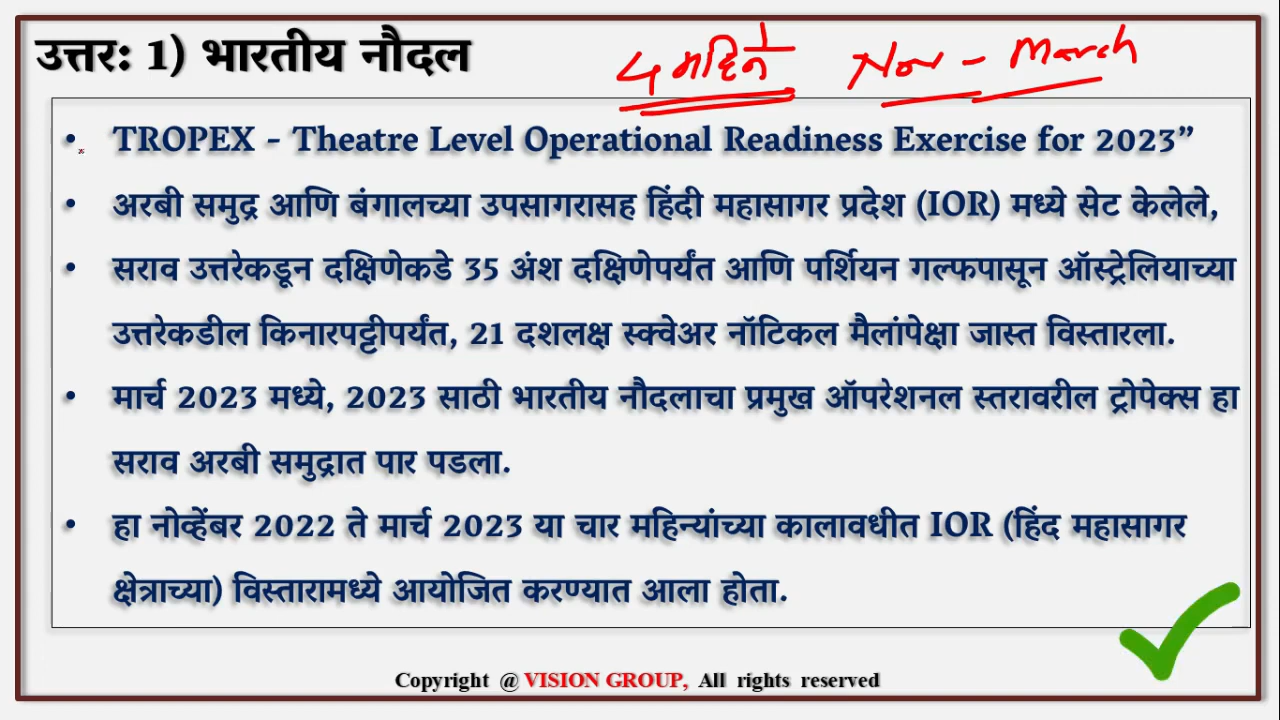 उत्तर: 1) भारतीय नौदल
4 महिने Nov - March
• TROPEX - Theatre Level Operational Readiness Exercise for 2023”
• अरबी समुद्र आणि बंगालच्या उपसागरासह हिंदी महासागर प्रदेश (IOR) मध्ये सेट केलेले,
• सराव उत्तरेकडून दक्षिणेकडे 35 अंश दक्षिणेपर्यंत आणि पर्शियन गल्फपासून ऑस्ट्रेलियाच्या
उत्तरेकडील किनारपट्टीपर्यंत, 21 दशलक्ष स्क्वेअर नॉटिकल मैलांपेक्षा जास्त विस्तारला.
• मार्च 2023 मध्ये, 2023 साठी भारतीय नौदलाचा प्रमुख ऑपरेशनल स्तरावरील ट्रोपेक्स हा
सराव अरबी समुद्रात पार पडला.
• हा नोव्हेंबर 2022 ते मार्च 2023 या चार महिन्यांच्या कालावधीत IOR (हिंद महासागर
क्षेत्राच्या) विस्तारामध्ये आयोजित करण्यात आला होता.
Copyright @ VISION GROUP, All rights reserved